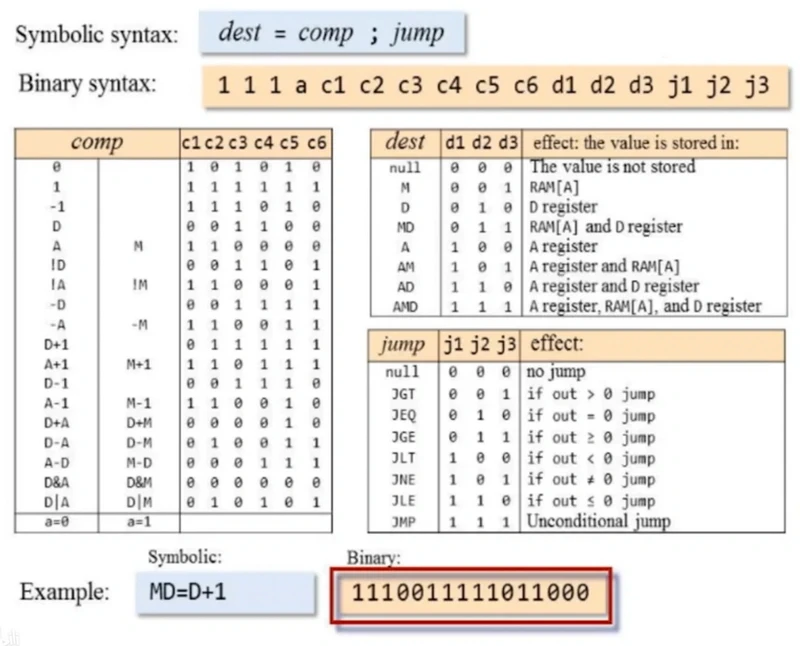 Symbolic syntax: dest = comp ; jump
Binary syntax: 1 1 1 a c1 c2 c3 c4 c5 c6 d1 d2 d3 j1 j2 j3
comp c1 c2 c3 c4 c5 c6
0 1 0 1 0 1 0
1 1 1 1 1 1 1
-1 1 1 1 0 1 0
D 0 0 1 1 0 0
A M 1 1 0 0 0 0
!D 0 0 1 1 0 1
!A !M 1 1 0 0 0 1
-D 0 0 1 1 1 1
-A -M 1 1 0 0 1 1
D+1 0 1 1 1 1 1
A+1 M+1 1 1 0 1 1 1
D-1 0 0 1 1 1 0
A-1 M-1 1 1 0 0 1 0
D+A D+M 0 0 0 0 1 0
D-A D-M 0 1 0 0 1 1
A-D M-D 0 0 0 1 1 1
D&A D&M 0 0 0 0 0 0
D|A D|M 0 1 0 1 0 1
a=0 a=1
dest d1 d2 d3 effect: the value is stored in:
null 0 0 0 The value is not stored
M 0 0 1 RAM[A]
D 0 1 0 D register
MD 0 1 1 RAM[A] and D register
A 1 0 0 A register
AM 1 0 1 A register and RAM[A]
AD 1 1 0 A register and D register
AMD 1 1 1 A register, RAM[A], and D register
jump j1 j2 j3 effect:
null 0 0 0 no jump
JGT 0 0 1 if out > 0 jump
JEQ 0 1 0 if out = 0 jump
JGE 0 1 1 if out ≥ 0 jump
JLT 1 0 0 if out < 0 jump
JNE 1 0 1 if out ≠ 0 jump
JLE 1 1 0 if out ≤ 0 jump
JMP 1 1 1 Unconditional jump
Symbolic: Binary:
Example: MD=D+1 1110011111011000